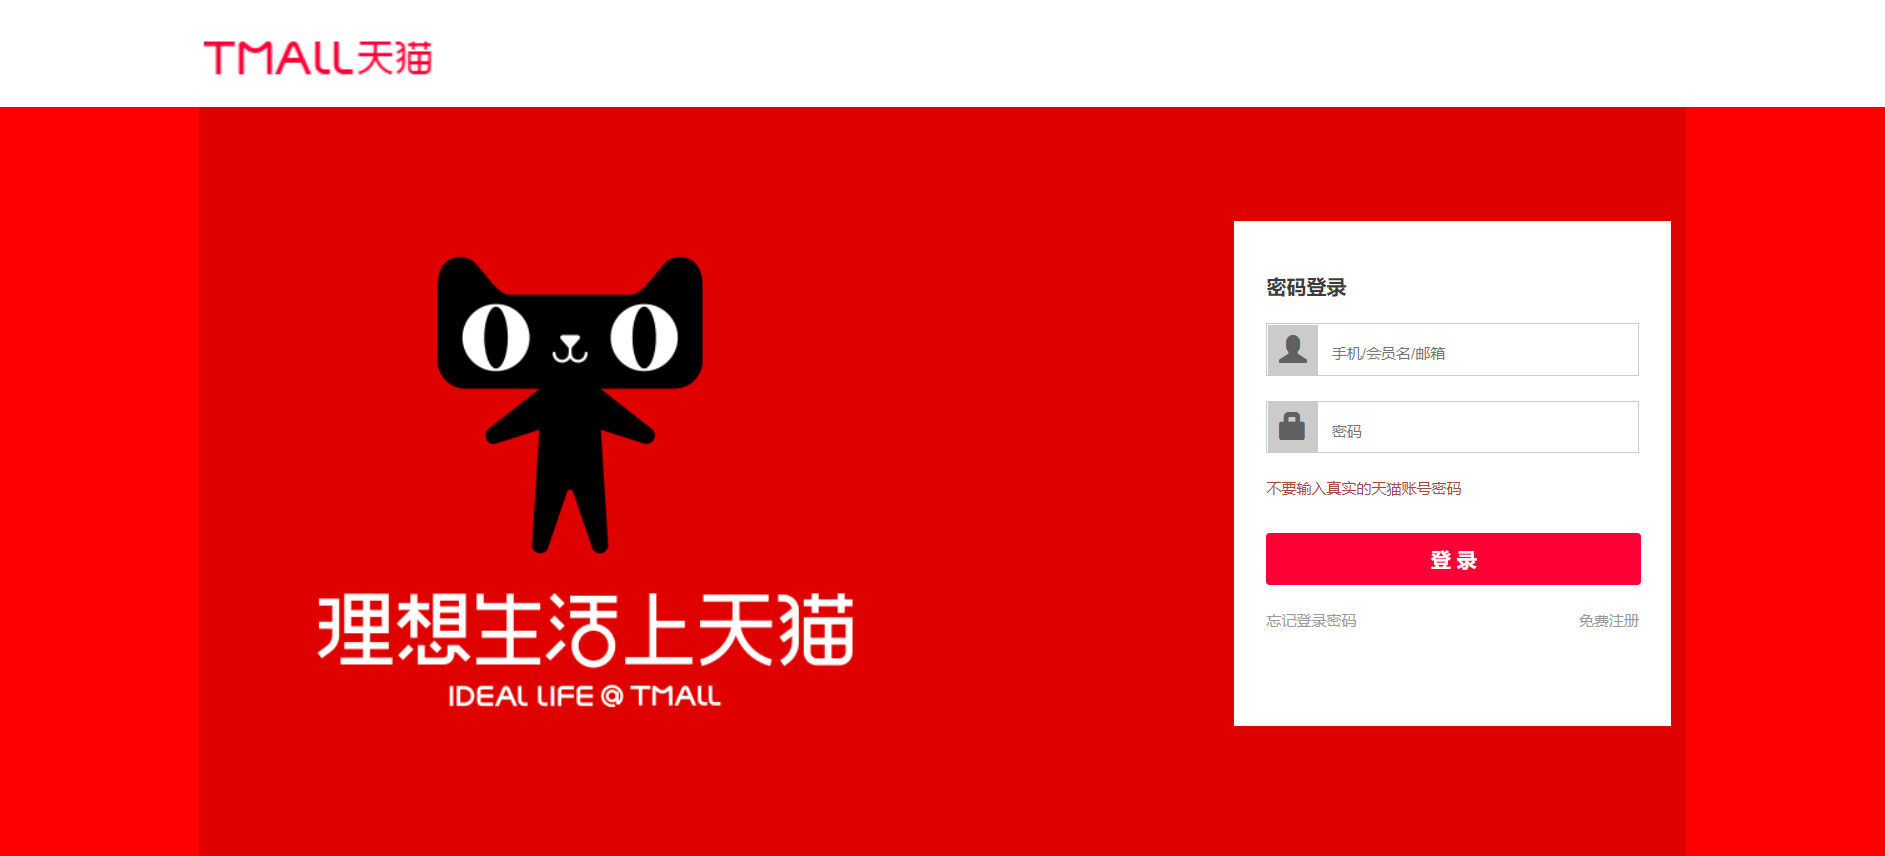 TMALL天猫
理想生活上天猫
IDEAL LIFE @ TMALL
密码登录
手机/会员名/邮箱
密码
不要输入真实的天猫账号密码
登 录
忘记登录密码 免费注册